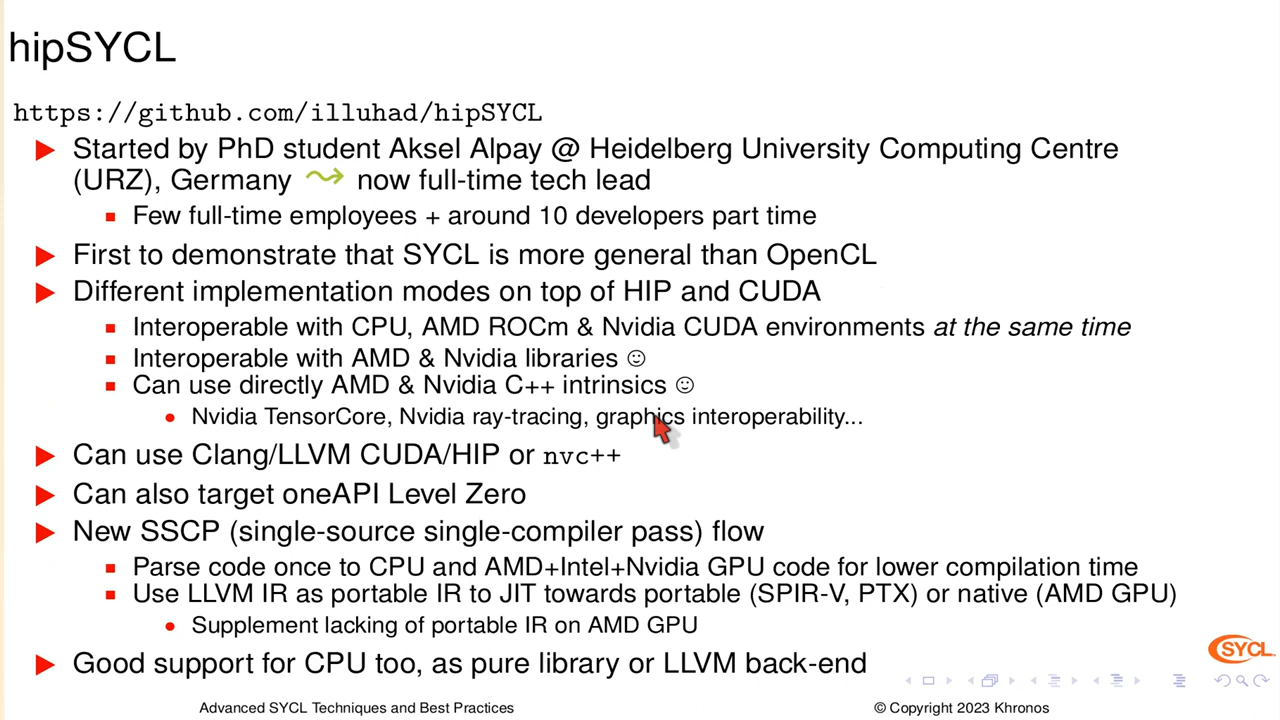 hipSYCL
https://github.com/illuhad/hipSYCL
Started by PhD student Aksel Alpay @ Heidelberg University Computing Centre
(URZ), Germany ⤳ now full-time tech lead
Few full-time employees + around 10 developers part time
First to demonstrate that SYCL is more general than OpenCL
Different implementation modes on top of HIP and CUDA
Interoperable with CPU, AMD ROCm & Nvidia CUDA environments at the same time
Interoperable with AMD & Nvidia libraries ☺
Can use directly AMD & Nvidia C++ intrinsics ☺
Nvidia TensorCore, Nvidia ray-tracing, graphics interoperability...
Can use Clang/LLVM CUDA/HIP or nvc++
Can also target oneAPI Level Zero
New SSCP (single-source single-compiler pass) flow
Parse code once to CPU and AMD+Intel+Nvidia GPU code for lower compilation time
Use LLVM IR as portable IR to JIT towards portable (SPIR-V, PTX) or native (AMD GPU)
Supplement lacking of portable IR on AMD GPU
Good support for CPU too, as pure library or LLVM back-end
SYCL
Advanced SYCL Techniques and Best Practices
© Copyright 2023 Khronos